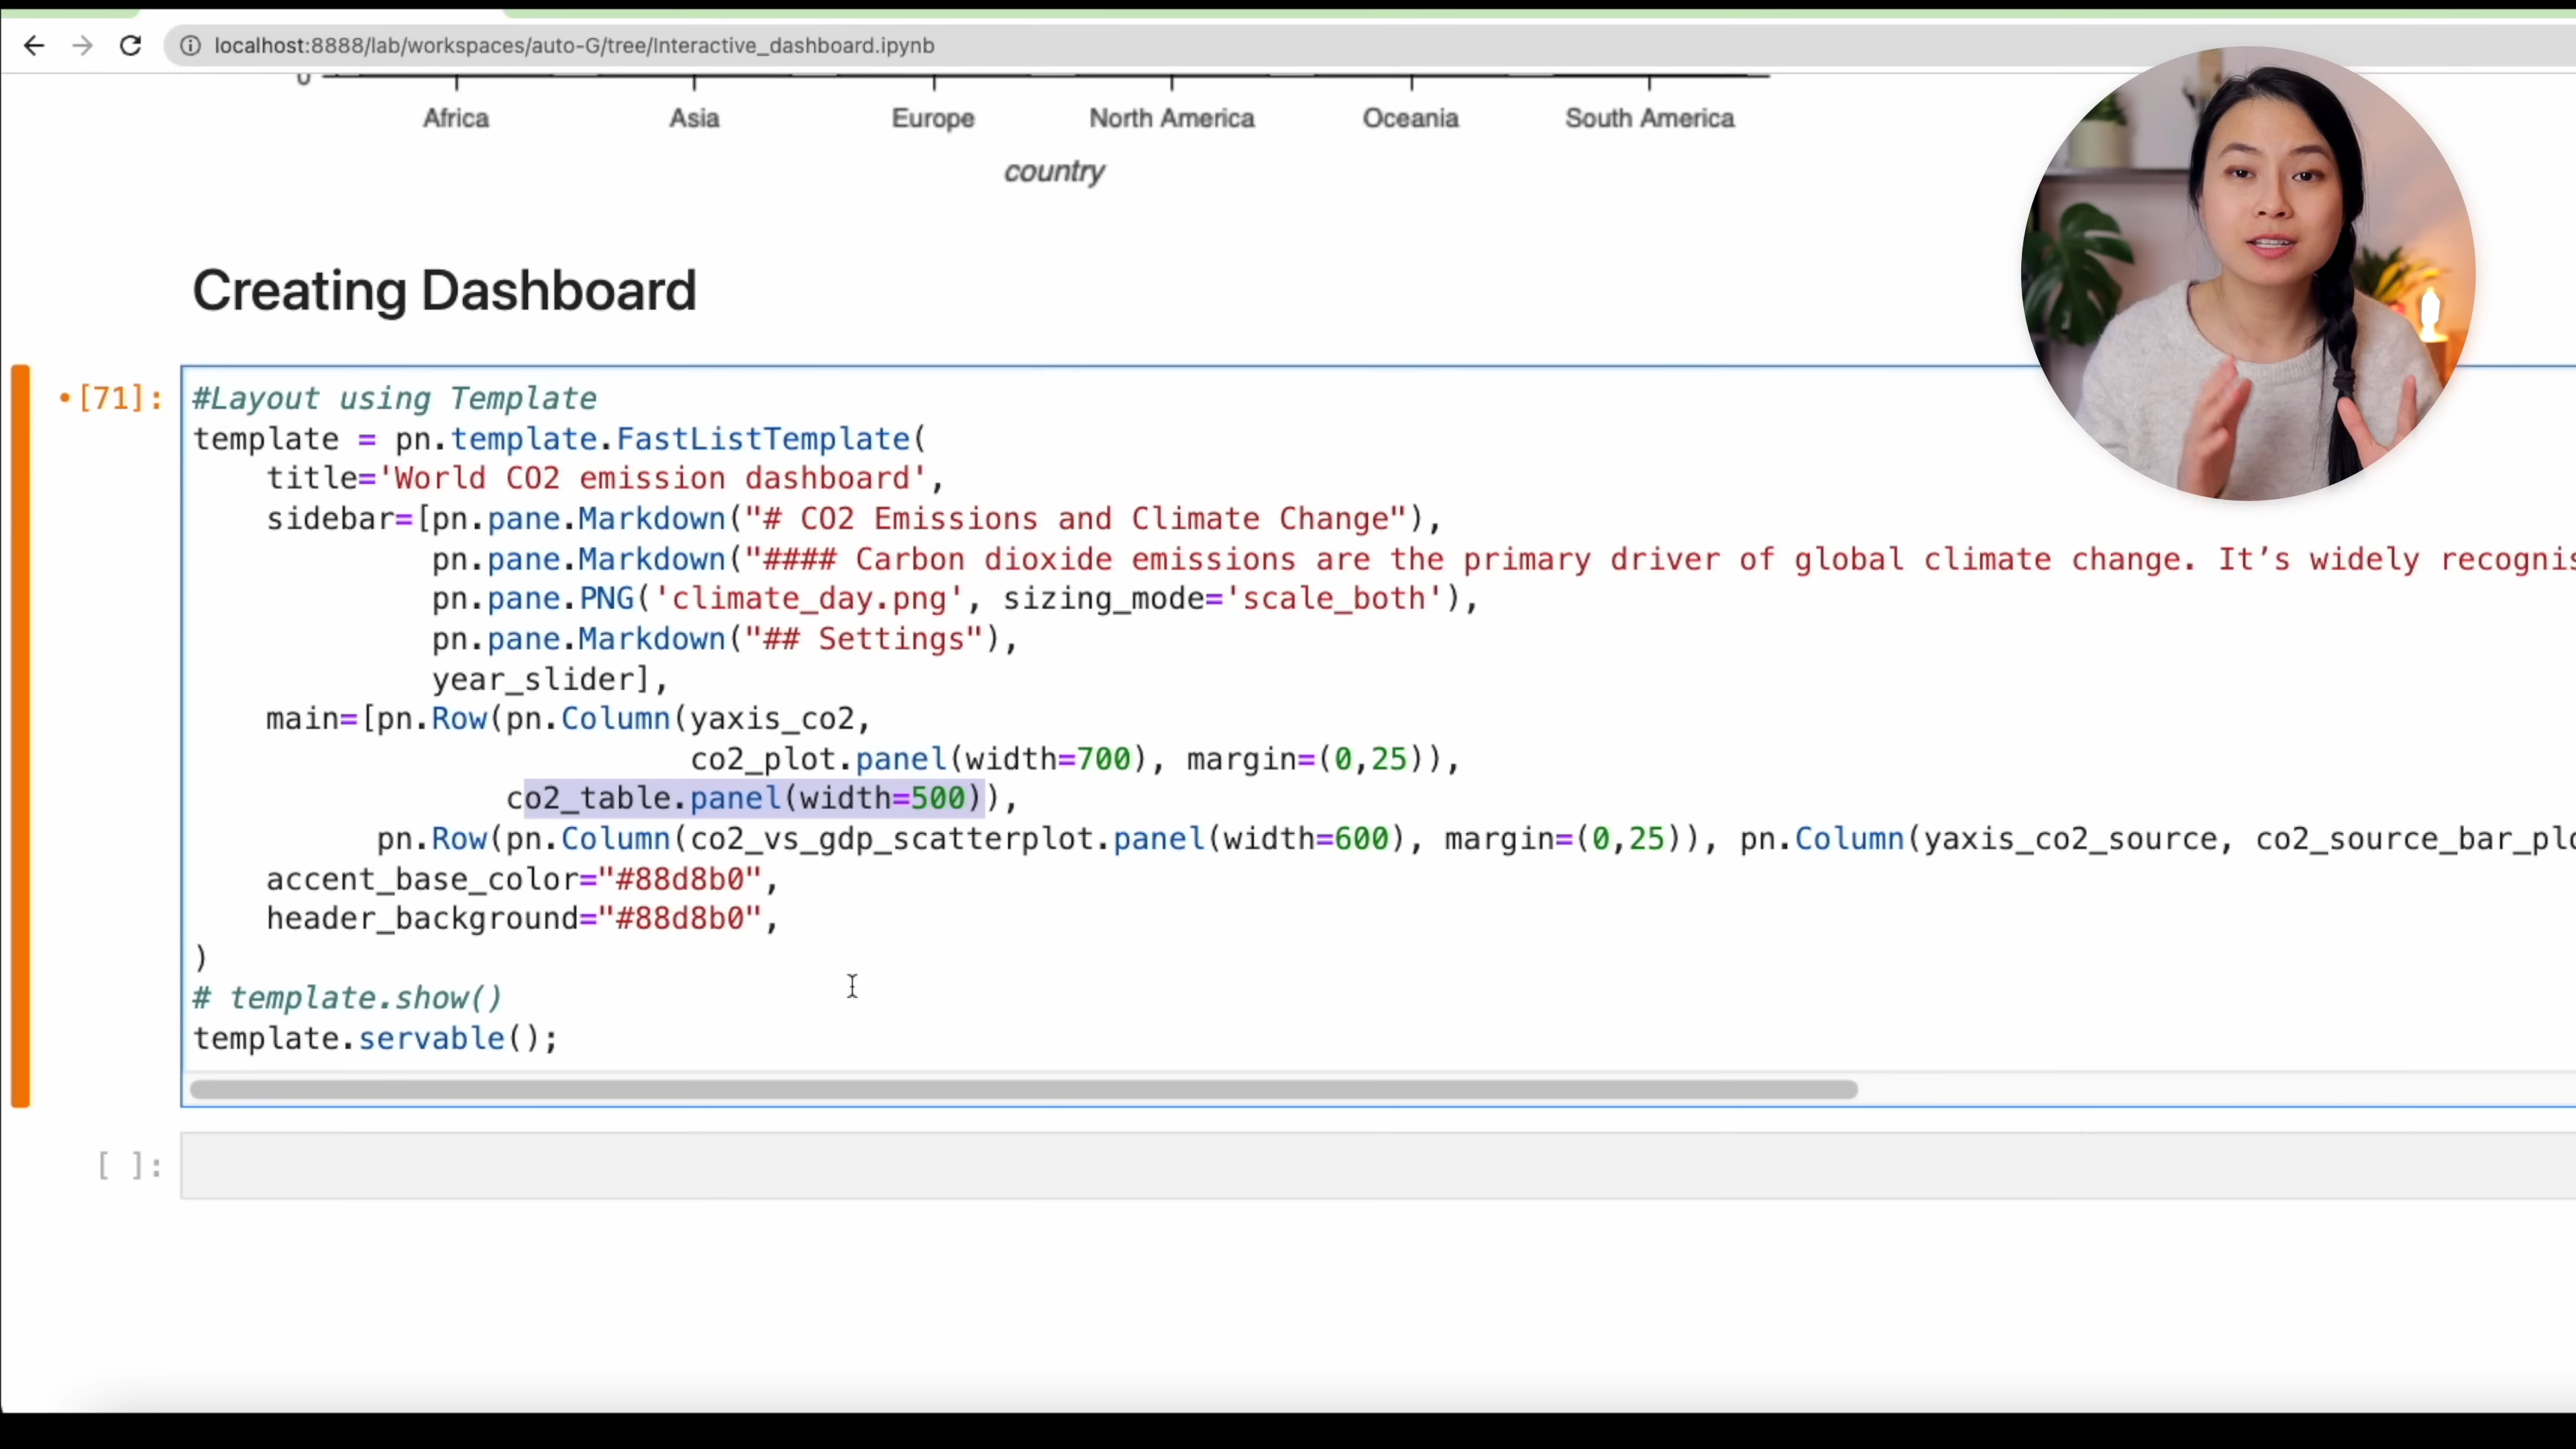 localhost:8888/lab/workspaces/auto-G/tree/Interactive_dashboard.ipynb
0
Africa Asia Europe North America Oceania South America
country
Creating Dashboard
[71]:
#Layout using Template
template = pn.template.FastListTemplate(
title='World CO2 emission dashboard',
sidebar=[pn.pane.Markdown("# CO2 Emissions and Climate Change"),
pn.pane.Markdown("#### Carbon dioxide emissions are the primary driver of global climate change. It’s widely recognis
pn.pane.PNG('climate_day.png', sizing_mode='scale_both'),
pn.pane.Markdown("## Settings"),
year_slider],
main=[pn.Row(pn.Column(yaxis_co2,
co2_plot.panel(width=700), margin=(0,25)),
co2_table.panel(width=500)),
pn.Row(pn.Column(co2_vs_gdp_scatterplot.panel(width=600), margin=(0,25)), pn.Column(yaxis_co2_source, co2_source_bar_plo
accent_base_color="#88d8b0",
header_background="#88d8b0",
)
# template.show()
template.servable();
[ ]: